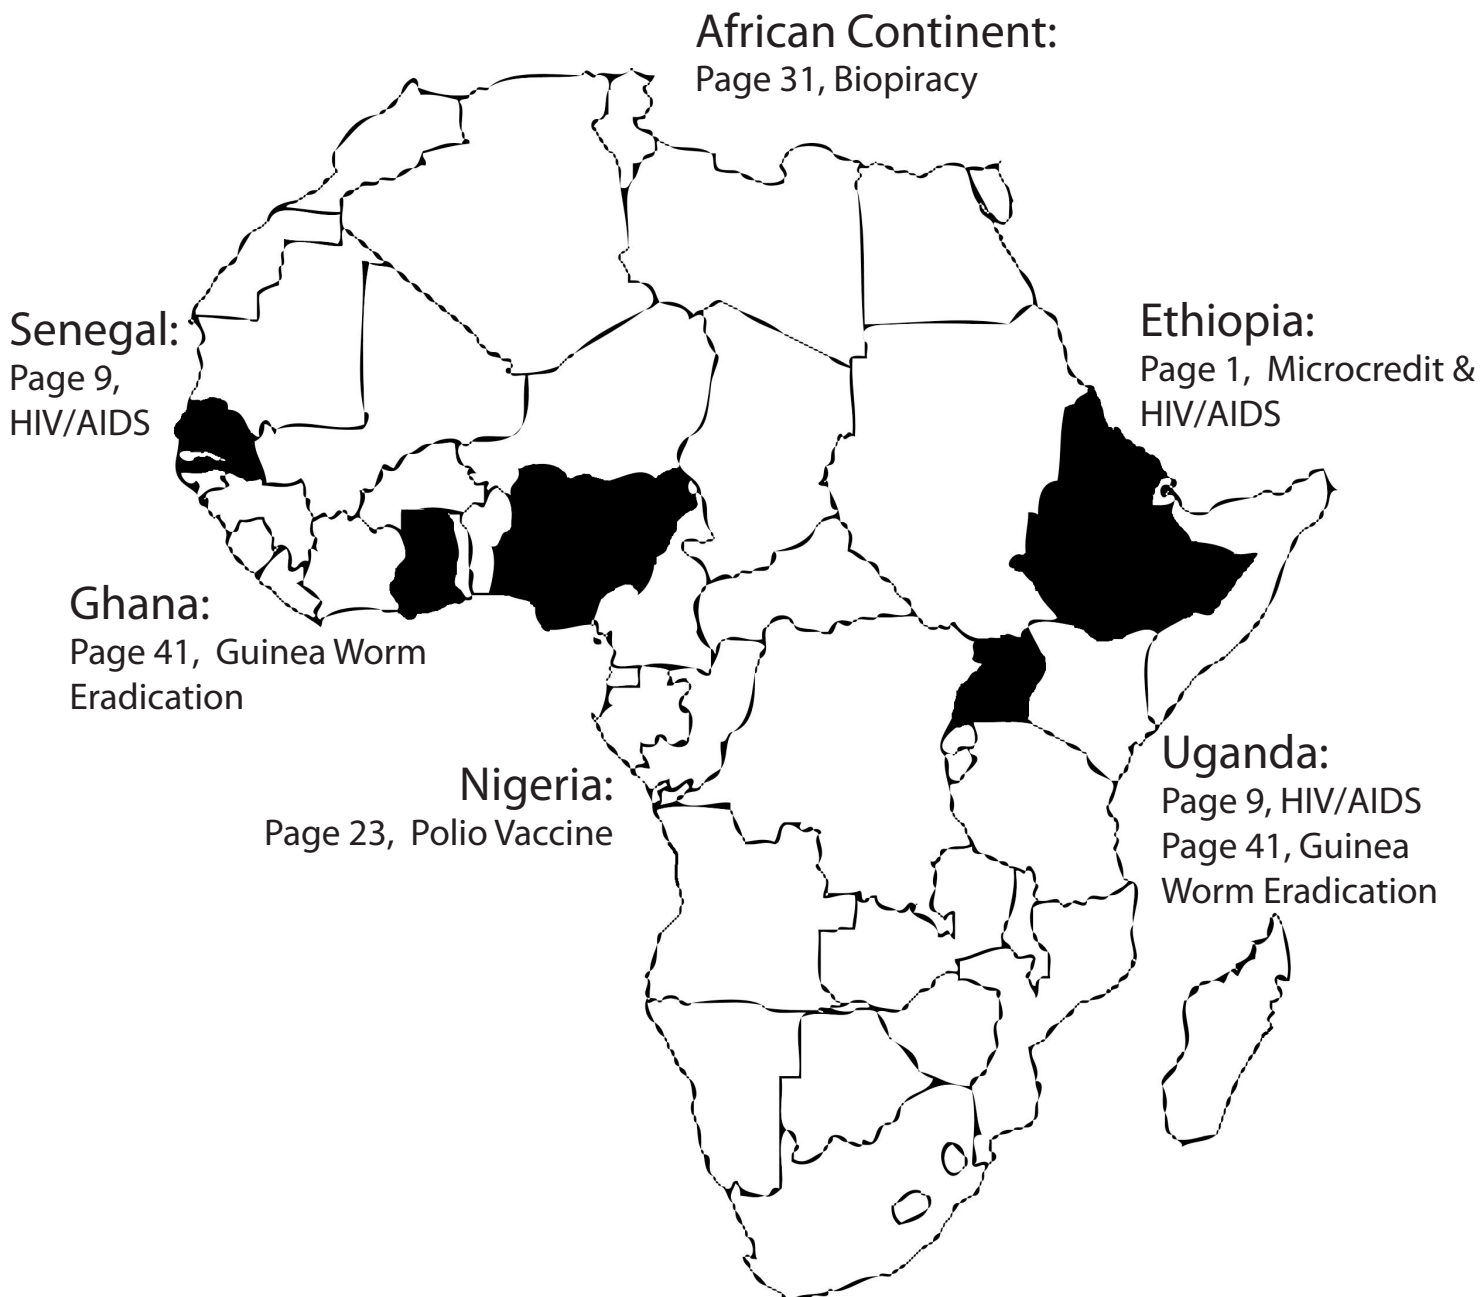 African Continent:
Page 31, Biopiracy
Senegal:
Page 9,
HIV/AIDS
Ethiopia:
Page 1, Microcredit &
HIV/AIDS
Ghana:
Page 41, Guinea Worm
Eradication
Nigeria:
Page 23, Polio Vaccine
Uganda:
Page 9, HIV/AIDS
Page 41, Guinea
Worm Eradication